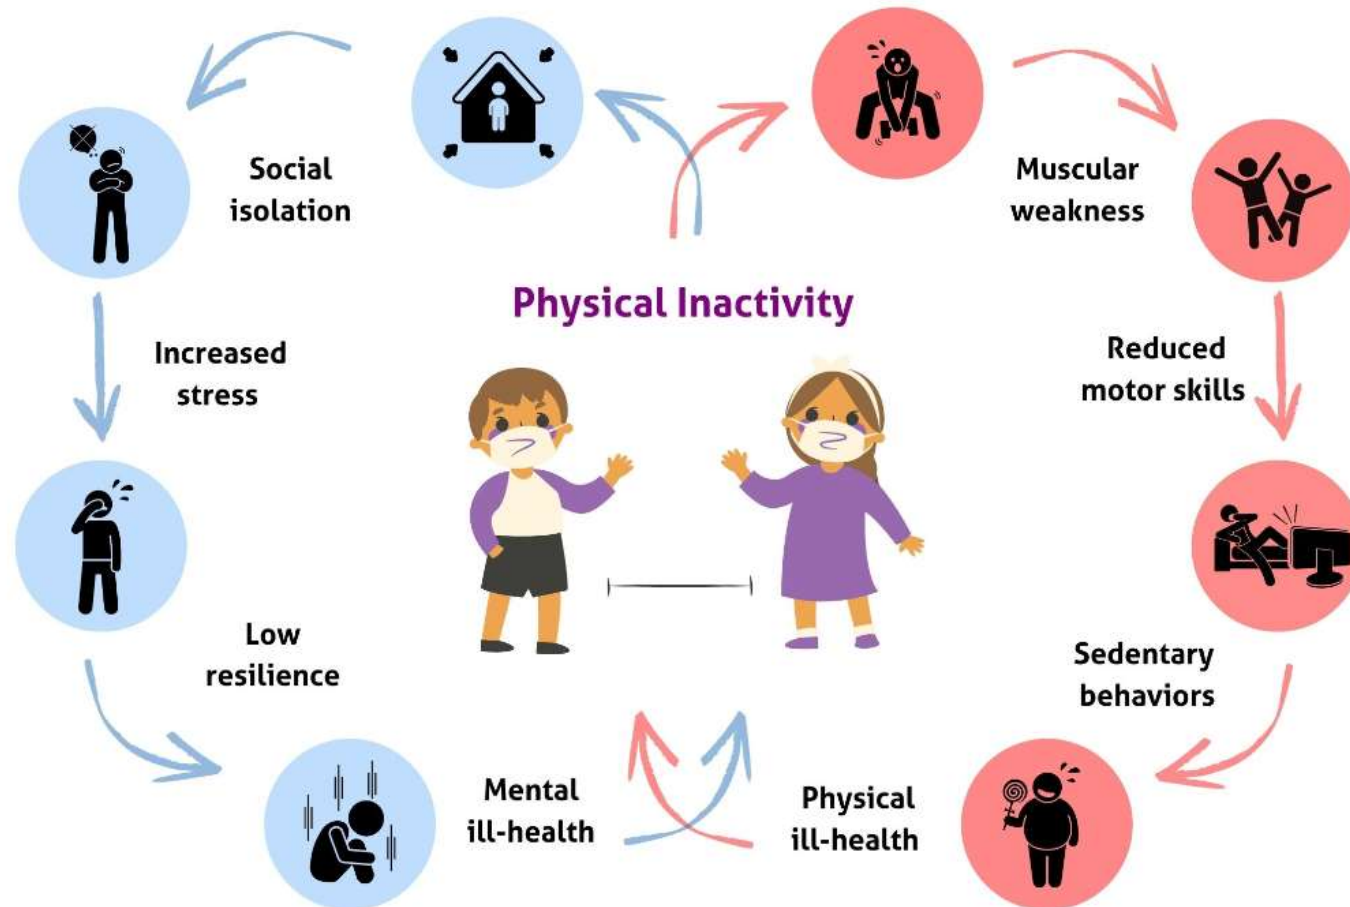 Social
isolation
Muscular
weakness
Physical Inactivity
Increased
stress
Reduced
motor skills
Low
resilience
Sedentary
behaviors
Mental
ill-health
Physical
ill-health